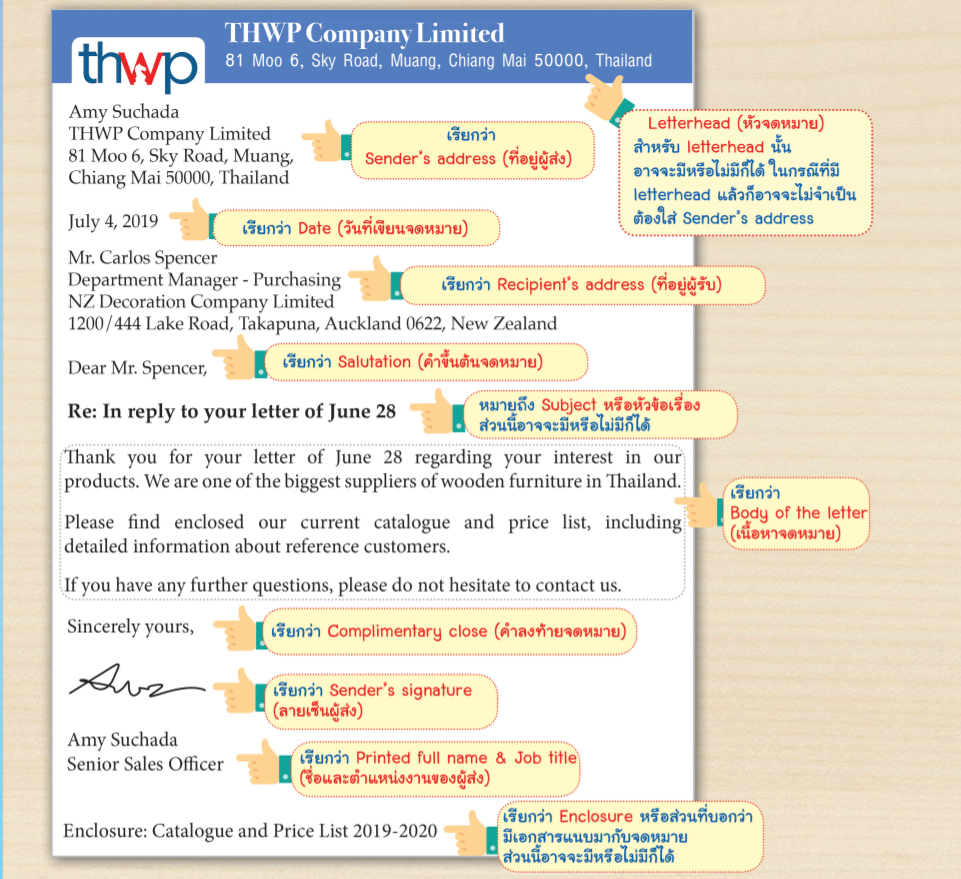 thwp
THWP Company Limited
81 Moo 6, Sky Road, Muang, Chiang Mai 50000, Thailand
Letterhead (หัวจดหมาย)
สำหรับ letterhead นั้น
อาจจะมีหรือไม่มีก็ได้ ในกรณีที่มี
letterhead แล้วก็อาจจะไม่จำเป็น
ต้องใส่ Sender's address
Amy Suchada
THWP Company Limited
81 Moo 6, Sky Road, Muang,
Chiang Mai 50000, Thailand
เรียกว่า
Sender's address (ที่อยู่ผู้ส่ง)
July 4, 2019
เรียกว่า Date (วันที่เขียนจดหมาย)
Mr. Carlos Spencer
Department Manager - Purchasing
NZ Decoration Company Limited
1200/444 Lake Road, Takapuna, Auckland 0622, New Zealand
เรียกว่า Recipient's address (ที่อยู่ผู้รับ)
Dear Mr. Spencer,
เรียกว่า Salutation (คำขึ้นต้นจดหมาย)
Re: In reply to your letter of June 28
หมายถึง Subject หรือหัวข้อเรื่อง
ส่วนนี้อาจจะมีหรือไม่มีก็ได้
Thank you for your letter of June 28 regarding your interest in our
products. We are one of the biggest suppliers of wooden furniture in Thailand.
Please find enclosed our current catalogue and price list, including
detailed information about reference customers.
If you have any further questions, please do not hesitate to contact us.
เรียกว่า
Body of the letter
(เนื้อหาจดหมาย)
Sincerely yours,
เรียกว่า Complimentary close (คำลงท้ายจดหมาย)
เรียกว่า Sender's signature
(ลายเซ็นผู้ส่ง)
Amy Suchada
Senior Sales Officer
เรียกว่า Printed full name & Job title
(ชื่อและตำแหน่งงานของผู้ส่ง)
Enclosure: Catalogue and Price List 2019-2020
เรียกว่า Enclosure หรือส่วนที่บอกว่า
มีเอกสารแนบมากับจดหมาย
ส่วนนี้อาจจะมีหรือไม่มีก็ได้